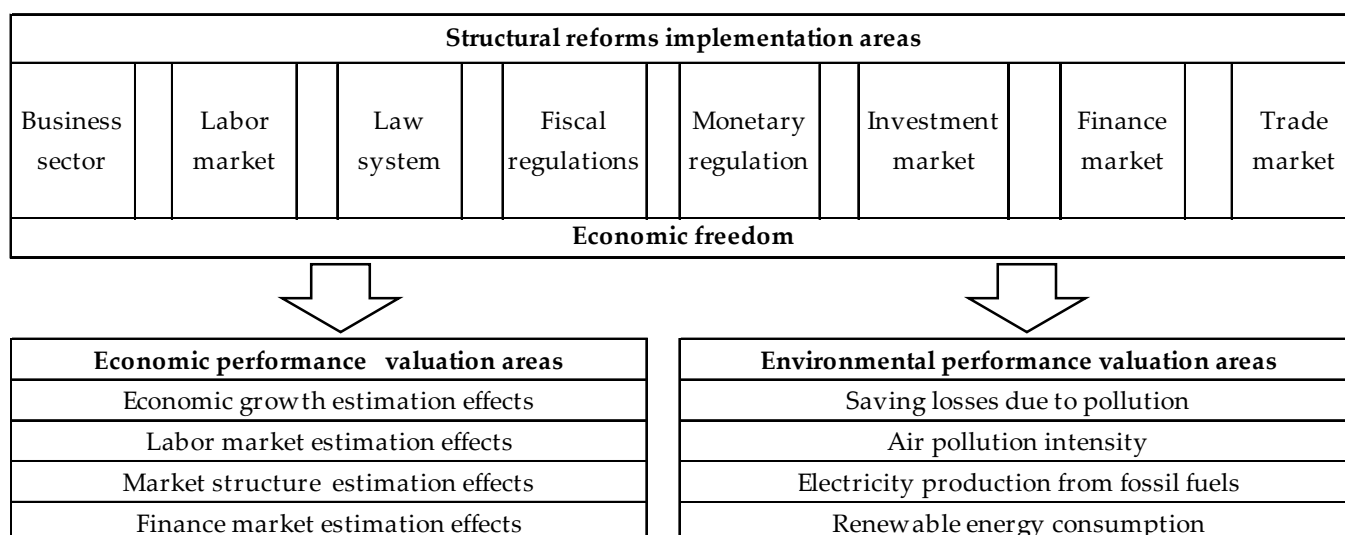 Structural reforms implementation areas
Business sector
Labor market
Law system
Fiscal regulations
Monetary regulation
Investment market
Finance market
Trade market
Economic freedom
Economic performance valuation areas
Economic growth estimation effects
Labor market estimation effects
Market structure estimation effects
Finance market estimation effects
Environmental performance valuation areas
Saving losses due to pollution
Air pollution intensity
Electricity production from fossil fuels
Renewable energy consumption